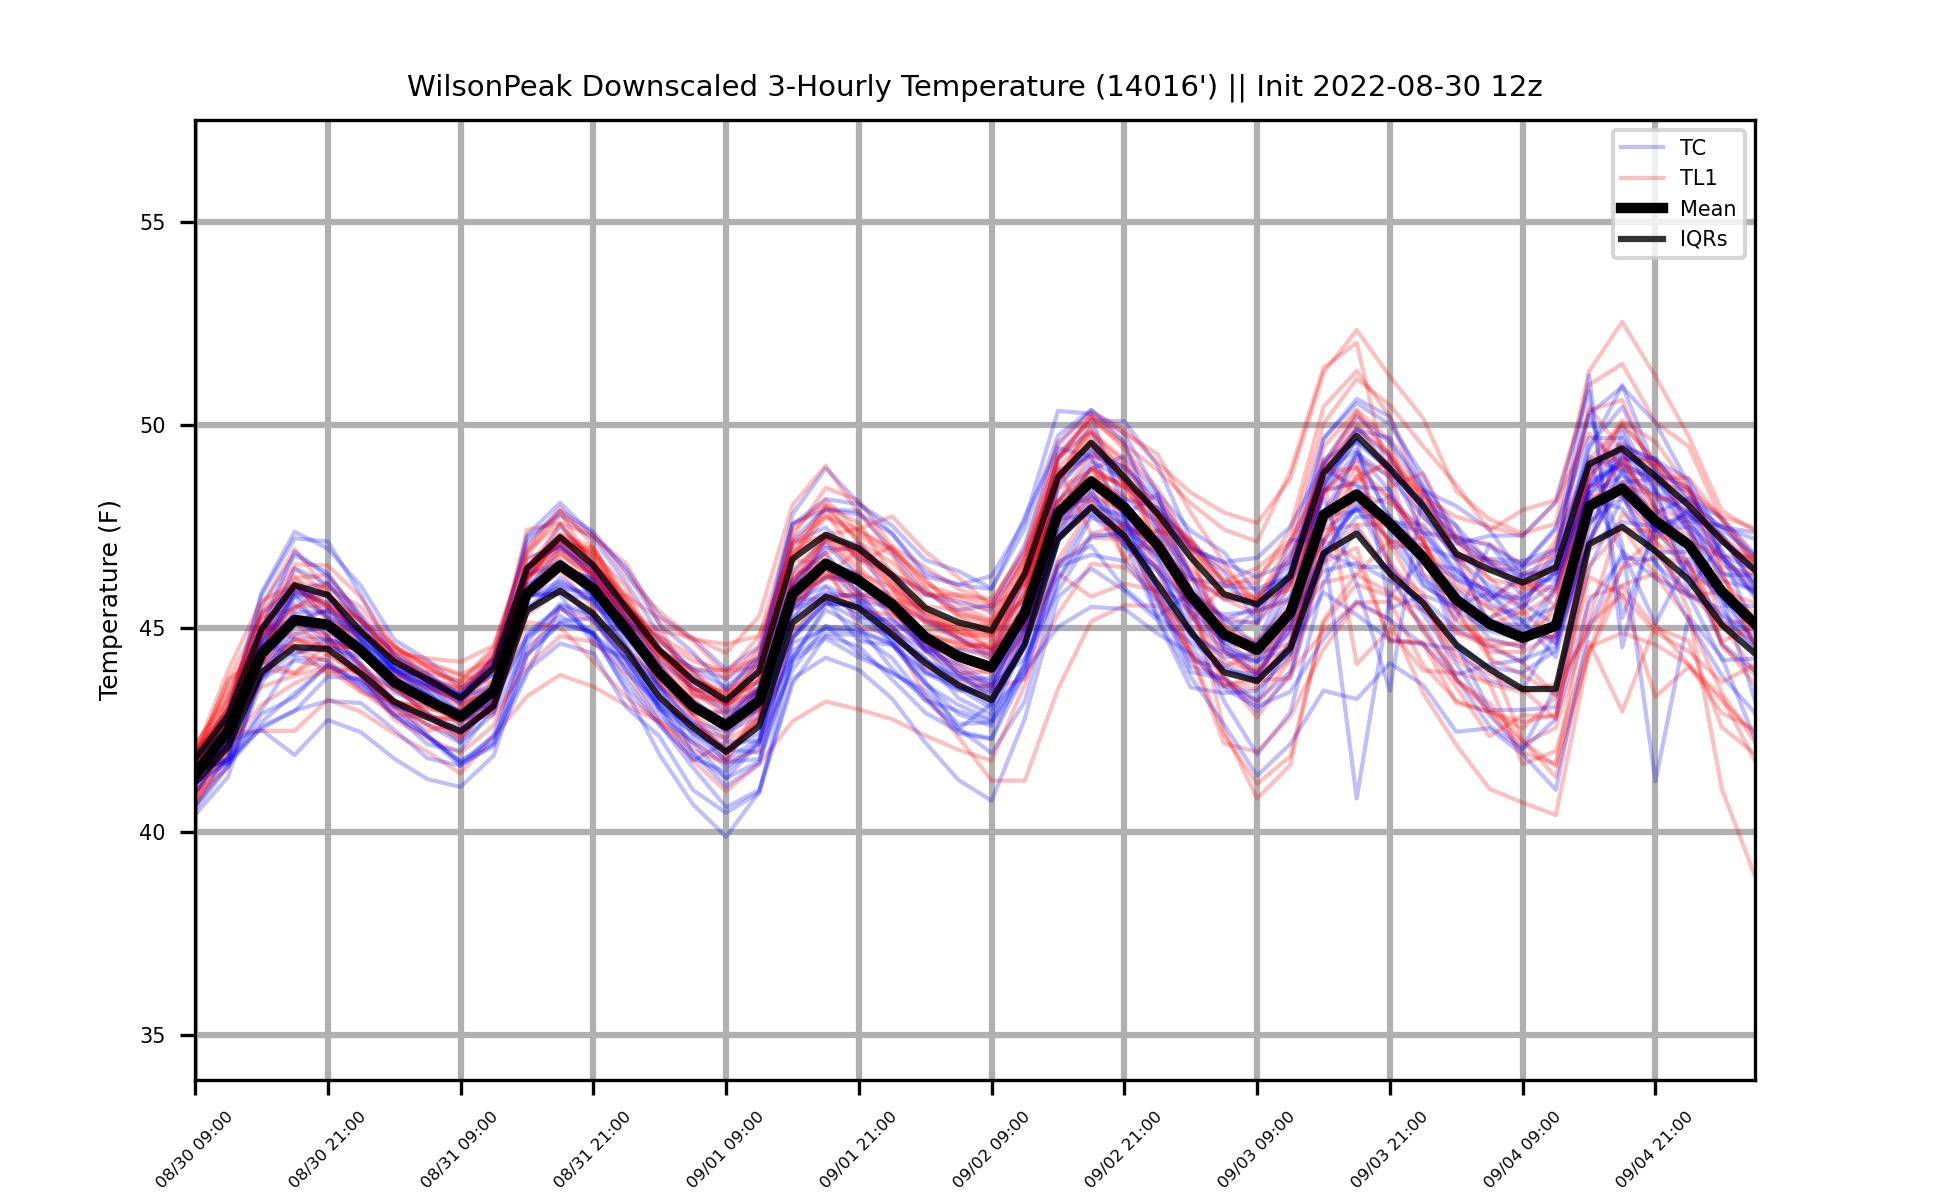 WilsonPeak Downscaled 3-Hourly Temperature (14016') || Init 2022-08-30 12z
TC
TL1
Mean
IQRs
Temperature (F)
55
50
45
40
35
08/30 09:00
08/30 21:00
08/31 09:00
08/31 21:00
09/01 09:00
09/01 21:00
09/02 09:00
09/02 21:00
09/03 09:00
09/03 21:00
09/04 09:00
09/04 21:00